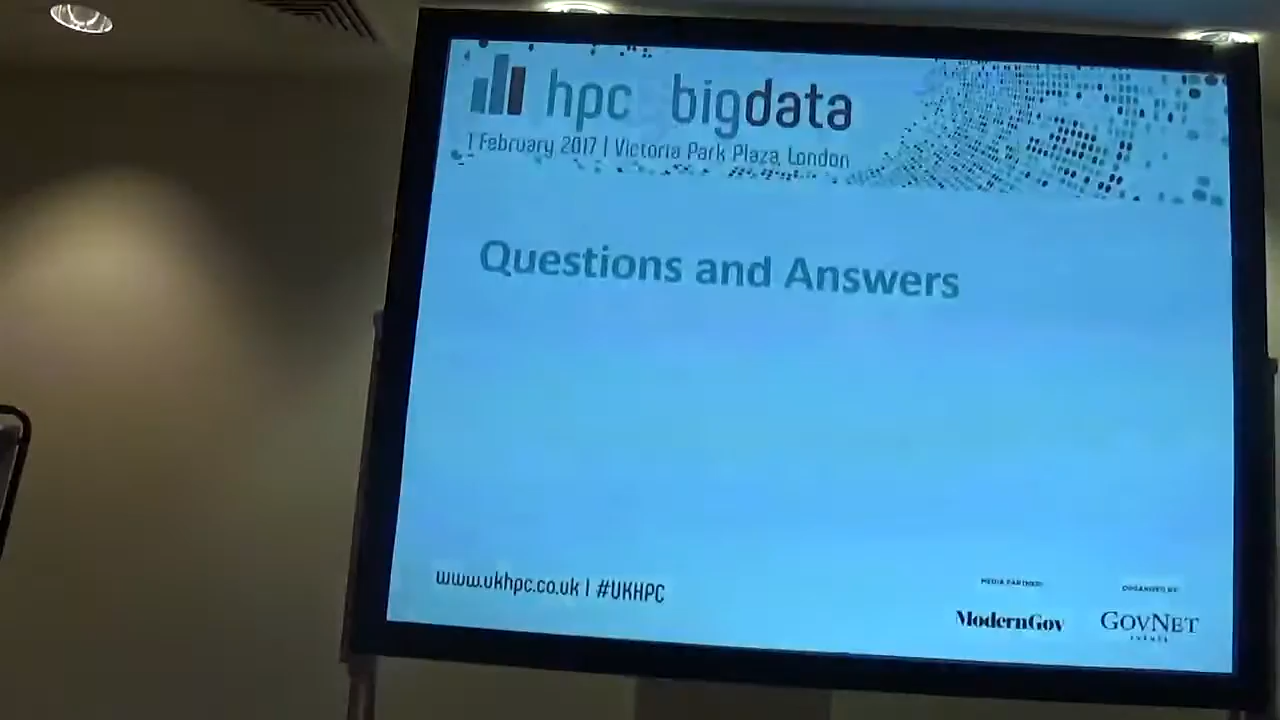 hpc bigdata
1 February 2017 | Victoria Park Plaza, London
Questions and Answers
www.ukhpc.co.uk | #UKHPC
MEDIA PARTNER:
ModernGov
ORGANISED BY:
GOVNET
EVENTS